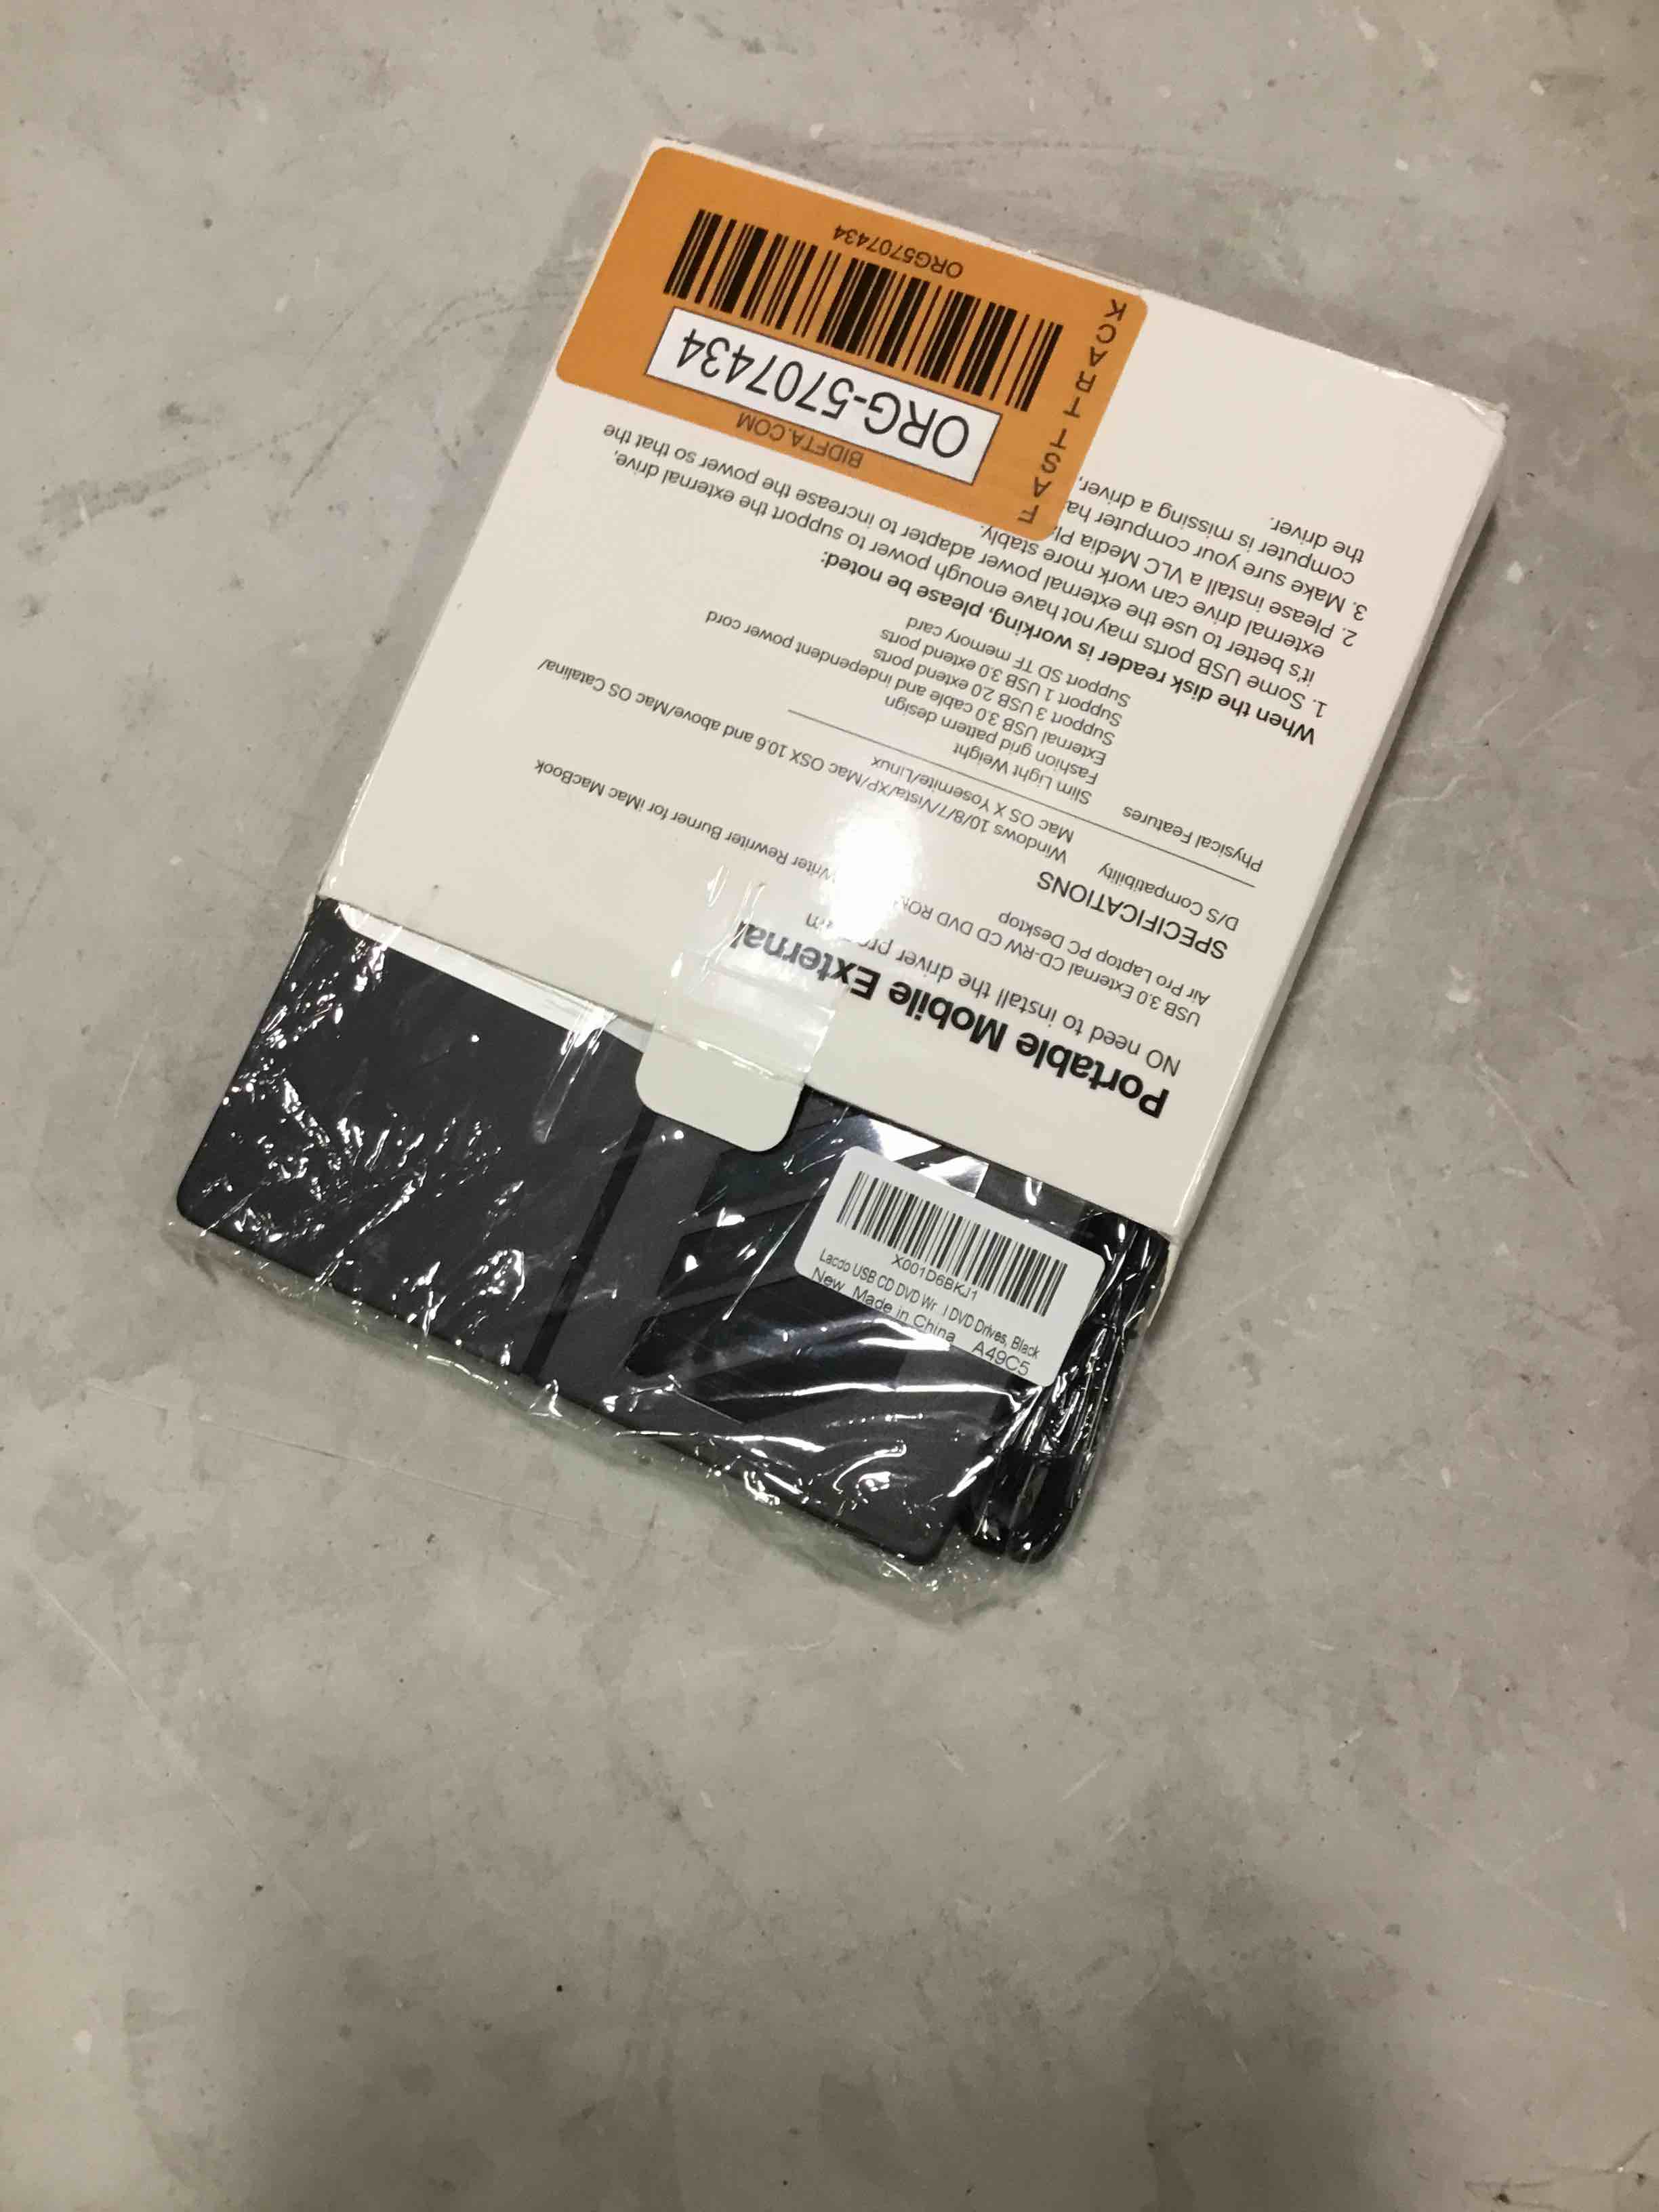 Portable Mobile External
NO need to install the driver
USB 3.0 External CD-RW CD DVD Writer Rewriter Burner for iMac MacBook
Air Pro Laptop PC Desktop
SPECIFICATIONS
D/S Compatibility
Windows 10/8/7/Vista/XP/Mac OSX 10.6 and above/Mac OS Catalina/
Mac OS X Yosemite/Linux
Physical Features
Slim Light Weight
Fashion grid pattern design
External USB 3.0 cable and independent power cord
Support 3 USB 2.0 extend ports
Support 1 USB 3.0 extend ports
Support SD TF memory card
When the disk reader is working, please be noted:
1. Some USB ports may not have enough power to support the external drive,
it's better to use the external power adapter to increase the power so that the
external drive can work more stably.
2. Please install a VLC Media Pl
3. Make sure your computer ha
computer is missing a driver,
the driver.
BIDFTA.COM
ORG-5707434
ORG5707434
FAST TRACK
X001D6BKJ1
Lacdo USB CD DVD Wr...l DVD Drives, Black
New Made in China A49C5